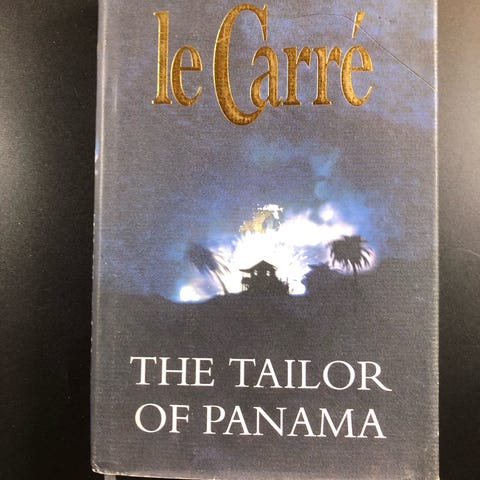 le Carré
THE TAILOR
OF PANAMA